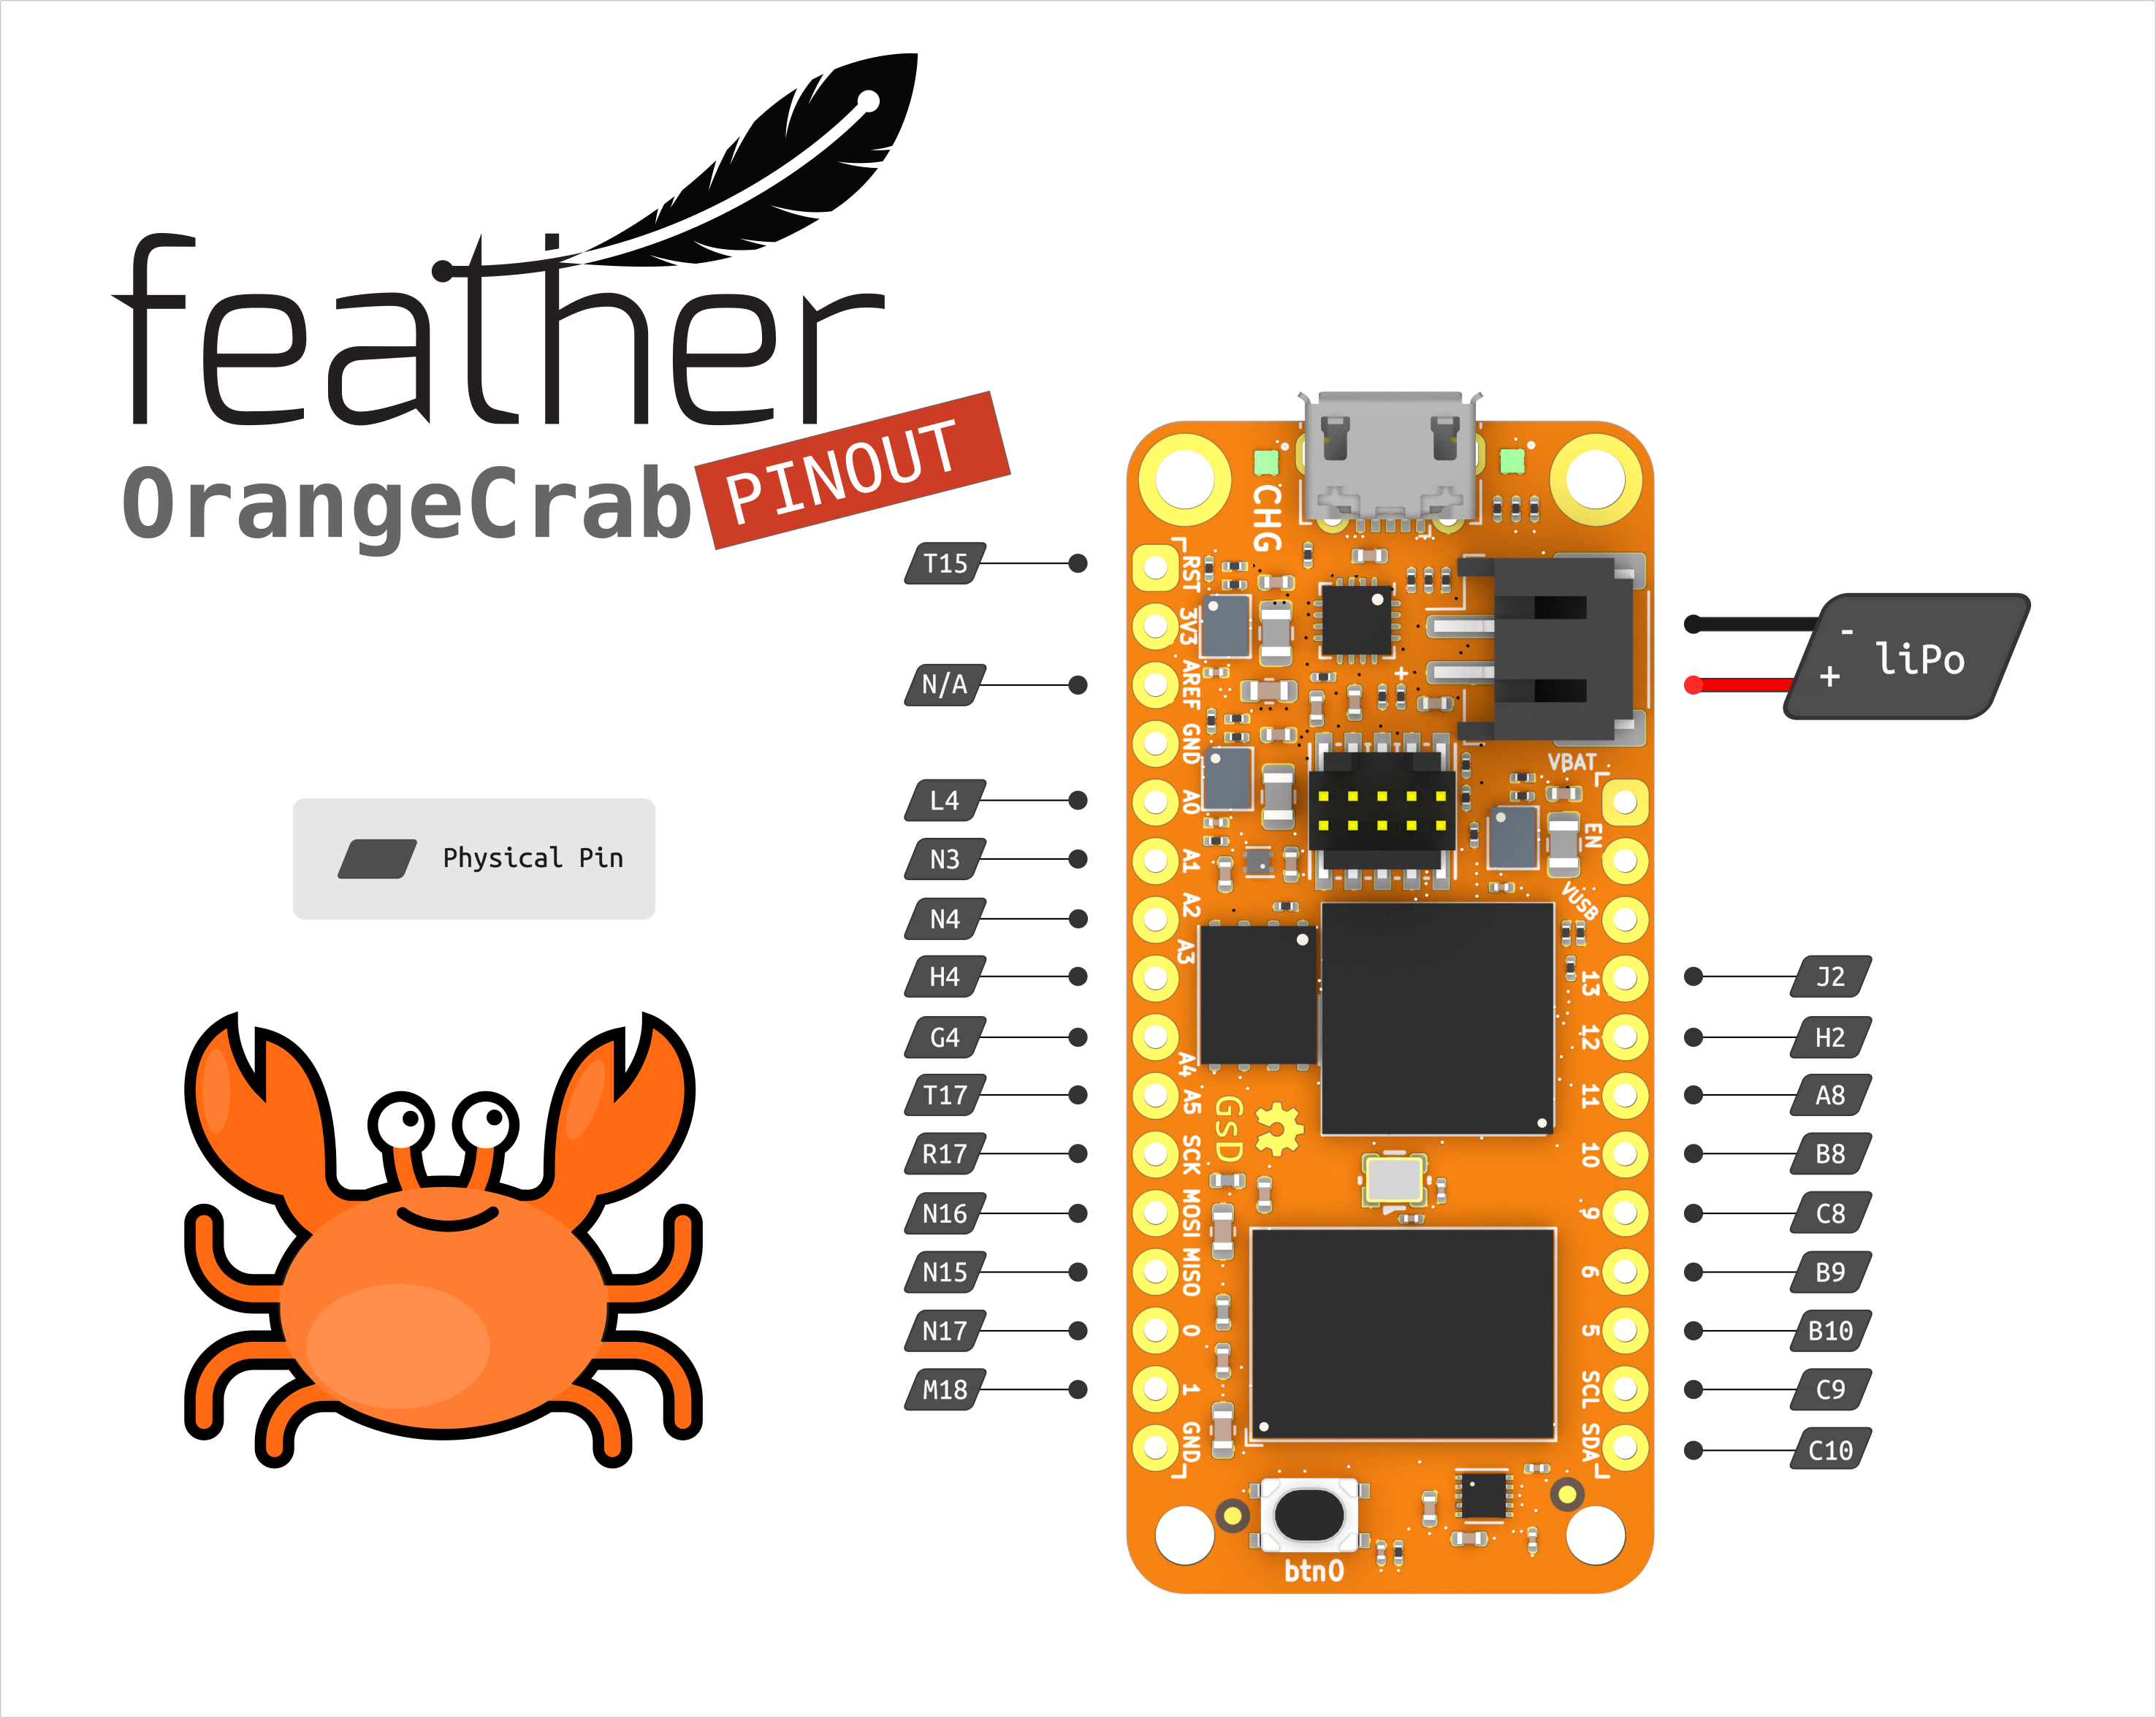 feather
OrangeCrab PINOUT
T15
N/A
L4
N3
N4
H4
G4
T17
R17
N16
N15
N17
M18
Physical Pin
CHG
RST
3V3
AREF
GND
A0
A1
A2
A3
A4
A5
SCK
MOSI
MISO
0
1
GND
GsD
+
VBAT
EN
VUSB
13
12
11
10
9
6
5
SCL
SDA
btn0
- liPo
+
J2
H2
A8
B8
C8
B9
B10
C9
C10